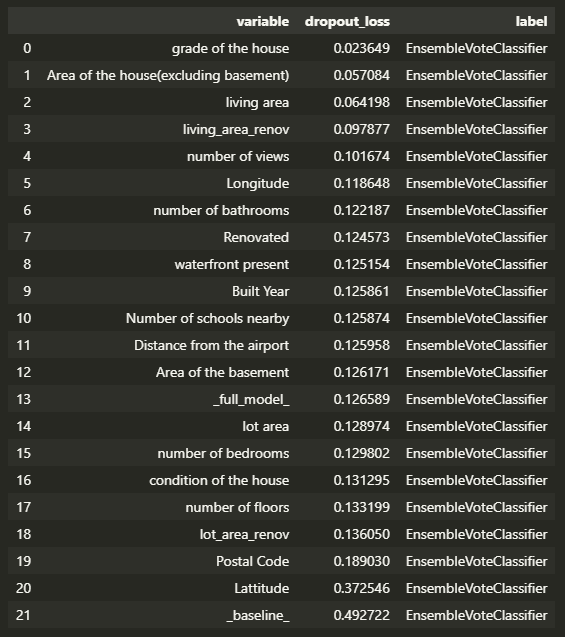 variable dropout_loss label
0 grade of the house 0.023649 EnsembleVoteClassifier
1 Area of the house(excluding basement) 0.057084 EnsembleVoteClassifier
2 living area 0.064198 EnsembleVoteClassifier
3 living_area_renov 0.097877 EnsembleVoteClassifier
4 number of views 0.101674 EnsembleVoteClassifier
5 Longitude 0.118648 EnsembleVoteClassifier
6 number of bathrooms 0.122187 EnsembleVoteClassifier
7 Renovated 0.124573 EnsembleVoteClassifier
8 waterfront present 0.125154 EnsembleVoteClassifier
9 Built Year 0.125861 EnsembleVoteClassifier
10 Number of schools nearby 0.125874 EnsembleVoteClassifier
11 Distance from the airport 0.125958 EnsembleVoteClassifier
12 Area of the basement 0.126171 EnsembleVoteClassifier
13 _full_model_ 0.126589 EnsembleVoteClassifier
14 lot area 0.128974 EnsembleVoteClassifier
15 number of bedrooms 0.129802 EnsembleVoteClassifier
16 condition of the house 0.131295 EnsembleVoteClassifier
17 number of floors 0.133199 EnsembleVoteClassifier
18 lot_area_renov 0.136050 EnsembleVoteClassifier
19 Postal Code 0.189030 EnsembleVoteClassifier
20 Lattitude 0.372546 EnsembleVoteClassifier
21 _baseline_ 0.492722 EnsembleVoteClassifier